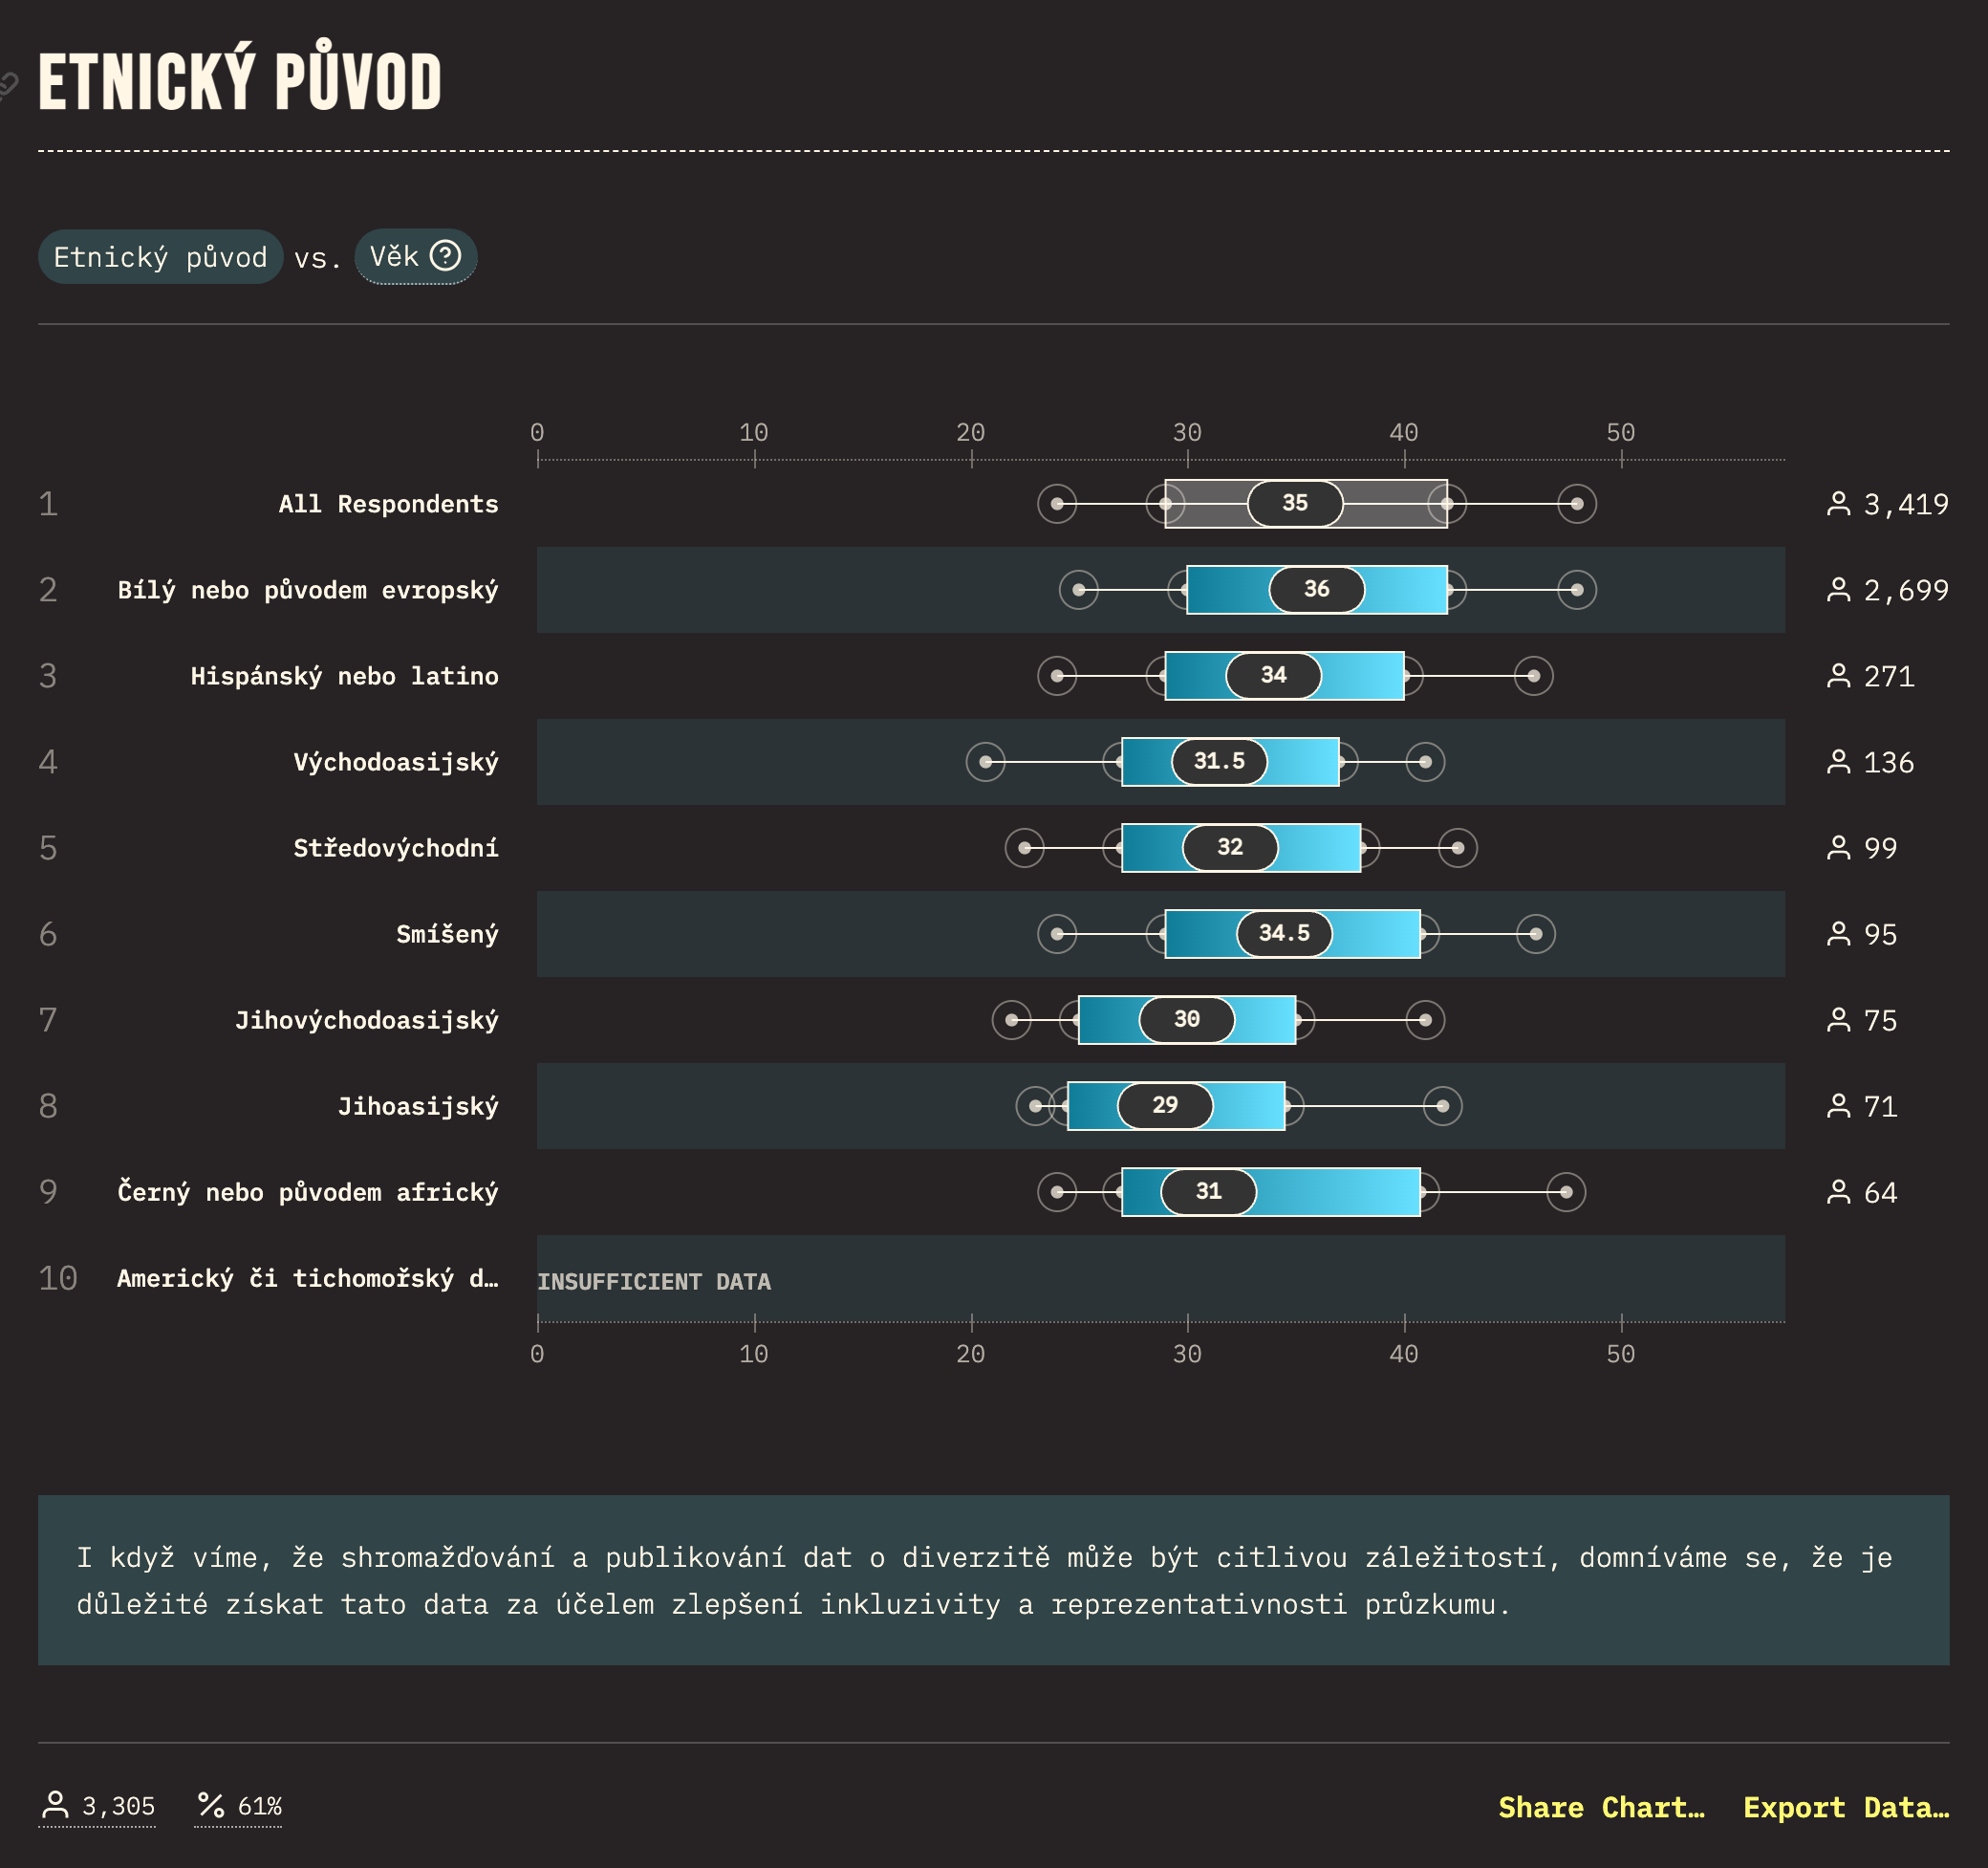 ETNICKÝ PŮVOD
Etnický původ vs. Věk ?
0 10 20 30 40 50
1 All Respondents 35 3,419
2 Bílý nebo původem evropský 36 2,699
3 Hispánský nebo latino 34 271
4 Východoasijský 31.5 136
5 Středovýchodní 32 99
6 Smíšený 34.5 95
7 Jihovýchodoasijský 30 75
8 Jihoasijský 29 71
9 Černý nebo původem africký 31 64
10 Americký či tichomořský d… INSUFFICIENT DATA
0 10 20 30 40 50
I když víme, že shromažďování a publikování dat o diverzitě může být citlivou záležitostí, domníváme se, že je
důležité získat tato data za účelem zlepšení inkluzivity a reprezentativnosti průzkumu.
3,305 % 61% Share Chart… Export Data…